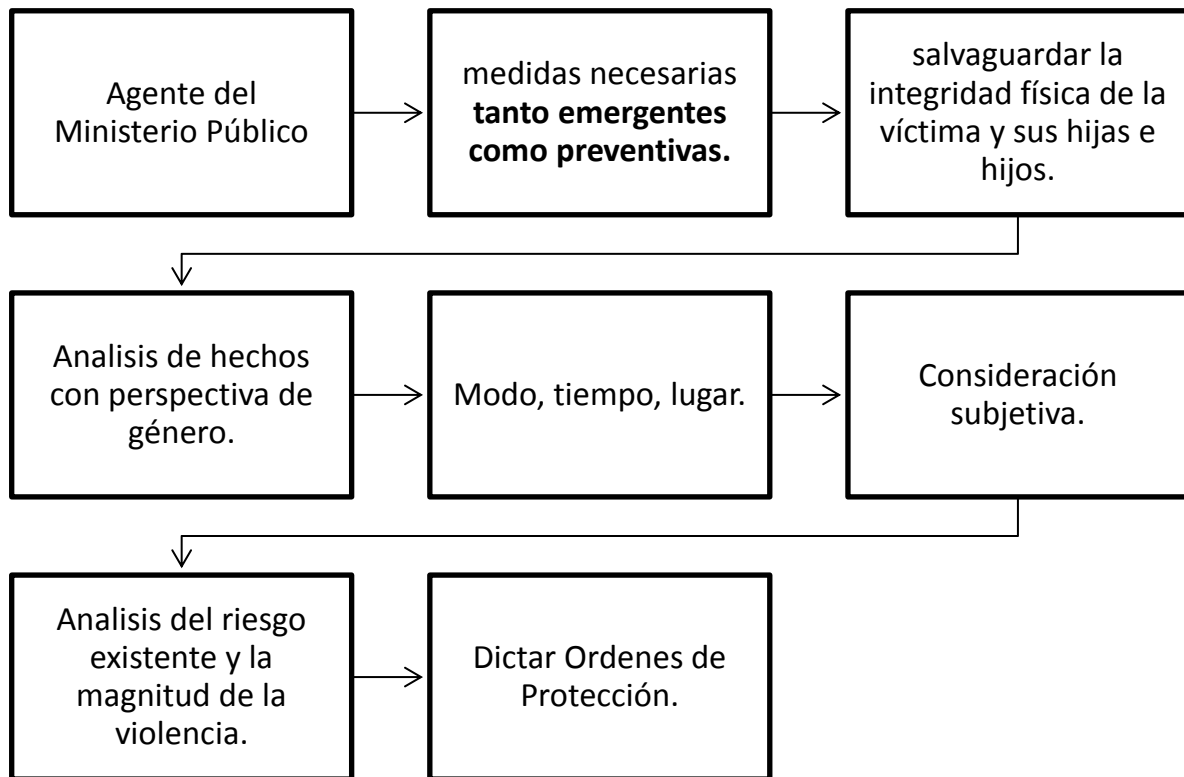 Agente del
Ministerio Público
medidas necesarias
tanto emergentes
como preventivas.
salvaguardar la
integridad física de la
víctima y sus hijas e
hijos.
Analisis de hechos
con perspectiva de
género.
Modo, tiempo, lugar.
Consideración
subjetiva.
Analisis del riesgo
existente y la
magnitud de la
violencia.
Dictar Ordenes de
Protección.